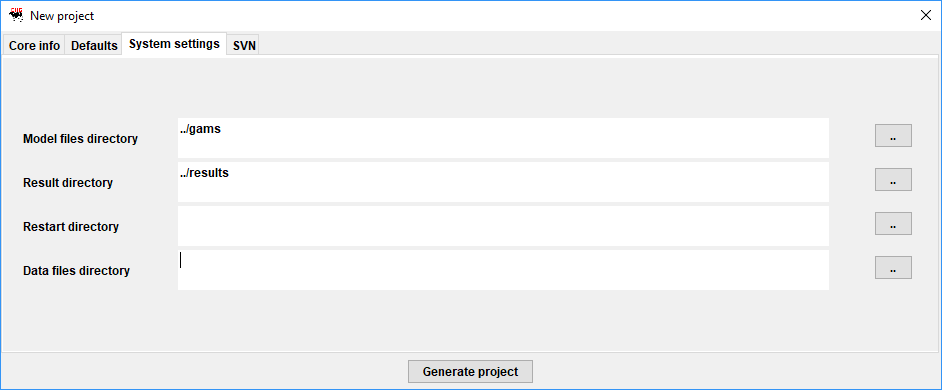 New project
Core info Defaults System settings SVN
Model files directory ../gams ..
Result directory ../results ..
Restart directory ..
Data files directory ..
Generate project